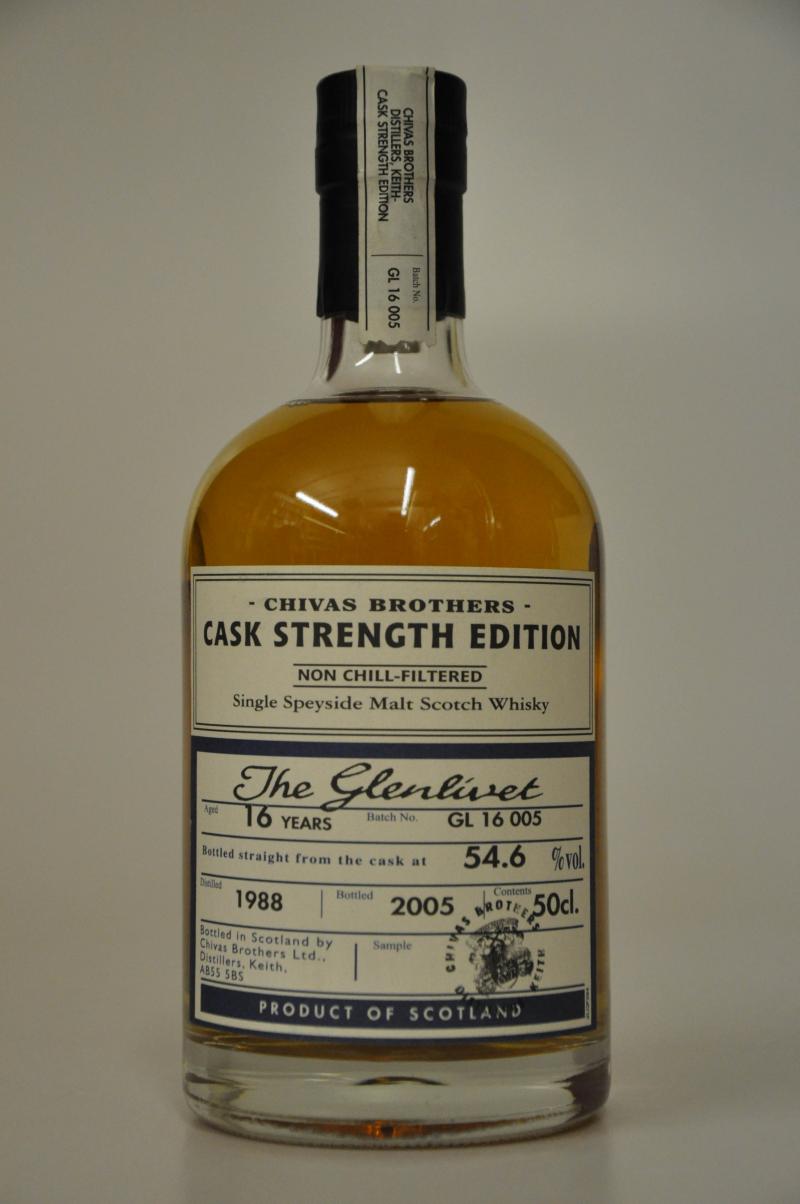 CHIVAS BROTHERS
DISTILLERS, KEITH-
CASK STRENGTH EDITION
Batch No.
GL 16 005
- CHIVAS BROTHERS -
CASK STRENGTH EDITION
NON CHILL-FILTERED
Single Speyside Malt Scotch Whisky
The Glenlivet
Aged 16 YEARS Batch No. GL 16 005
Bottled straight from the cask at 54.6 %vol.
Distilled 1988 Bottled 2005 Contents 50cl.
Bottled in Scotland by
Chivas Brothers Ltd.,
Distillers, Keith,
AB55 5BS
Sample
CHIVAS BROTHERS
KEITH
PRODUCT OF SCOTLAND